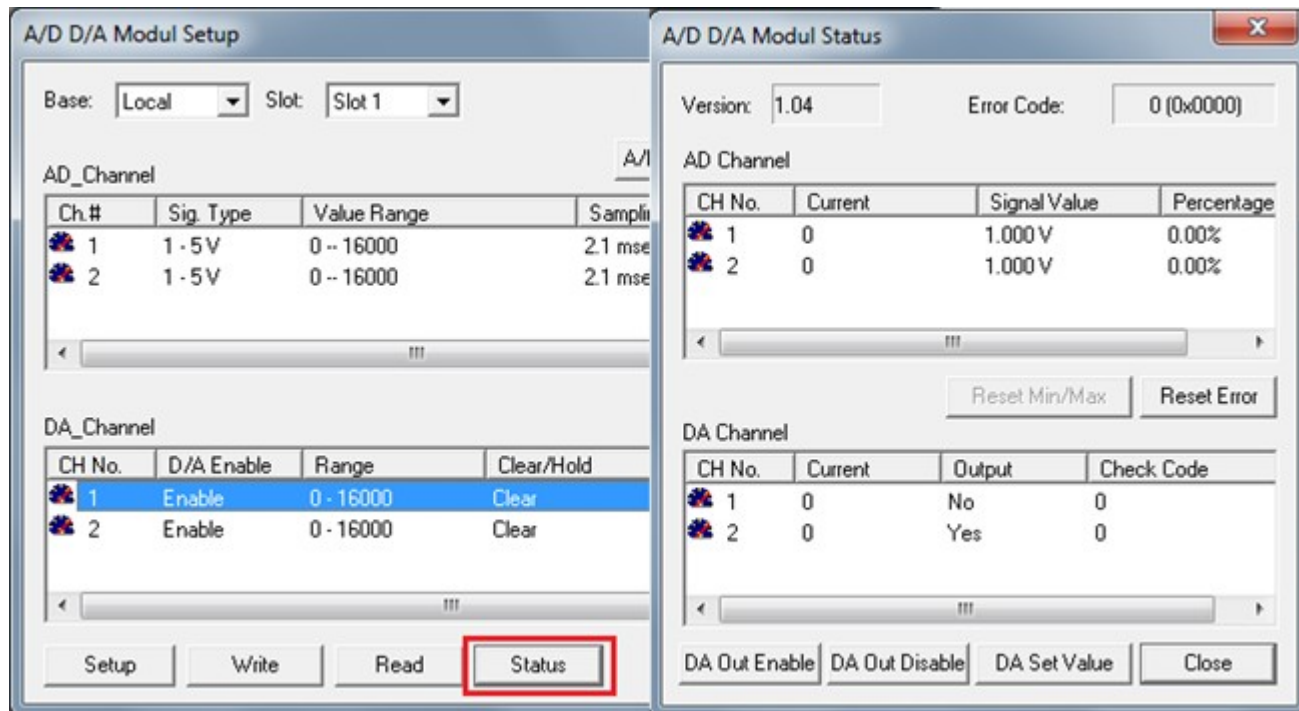 A/D D/A Modul Setup
Base: Local Slot: Slot 1
A/
AD_Channel
Ch.# Sig. Type Value Range
1 1 - 5 V 0 -- 16000 2.1 mse
2 1 - 5 V 0 -- 16000 2.1 mse
DA_Channel
CH No. D/A Enable Range Clear/Hold
1 Enable 0 - 16000 Clear
2 Enable 0 - 16000 Clear
Setup Write Read Status
A/D D/A Modul Status
Version: 1.04 Error Code: 0 (0x0000)
AD Channel
CH No. Current Signal Value Percentage
1 0 1.000 V 0.00%
2 0 1.000 V 0.00%
Reset Min/Max Reset Error
DA Channel
CH No. Current Output Check Code
1 0 No 0
2 0 Yes 0
DA Out Enable DA Out Disable DA Set Value Close